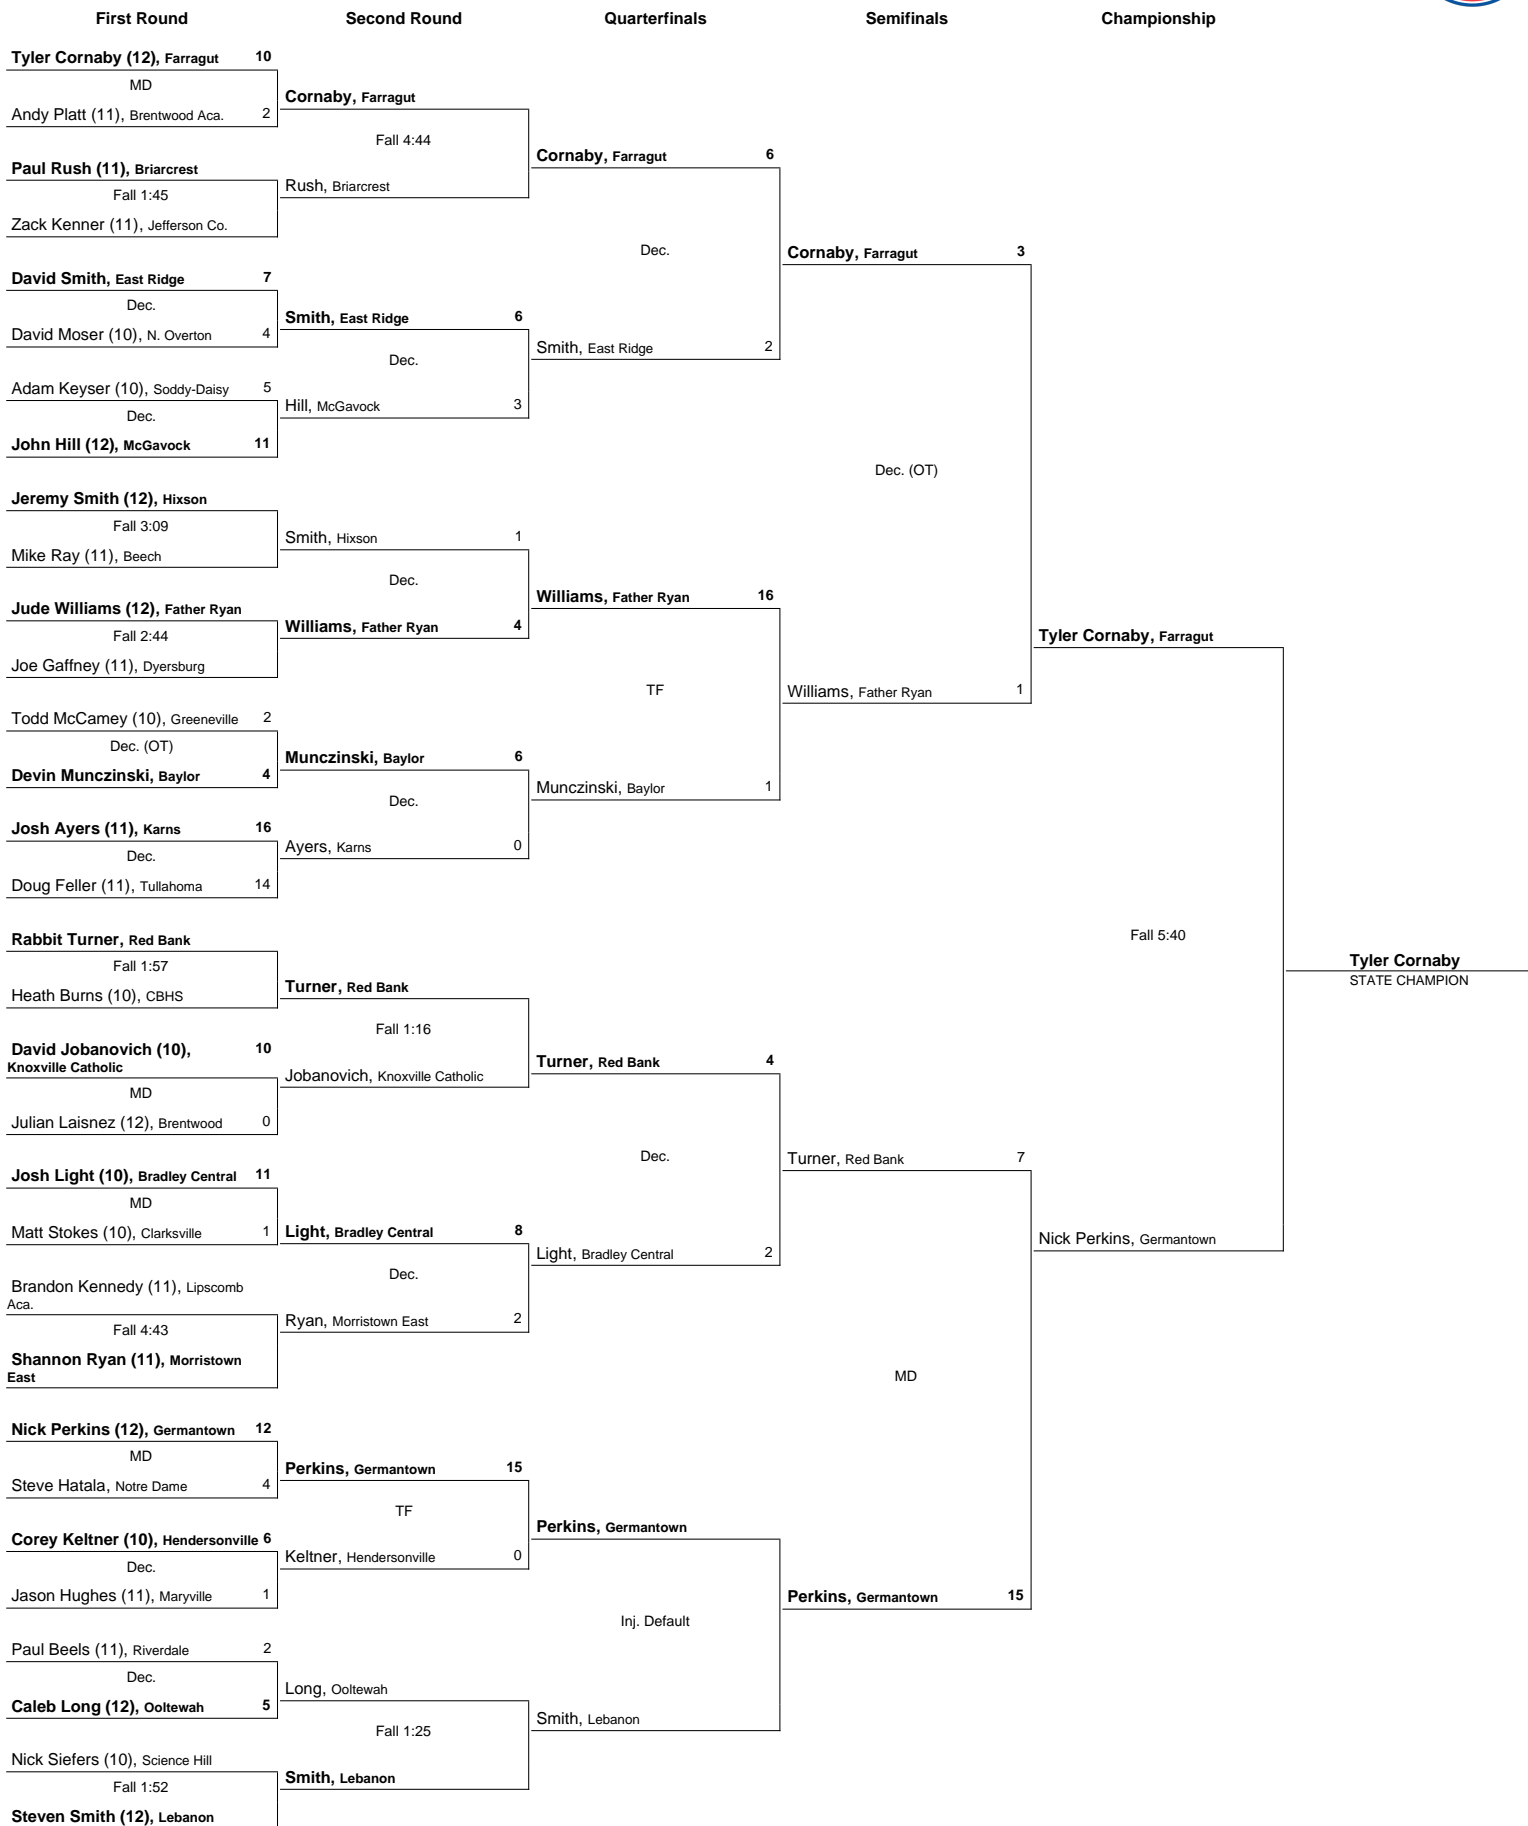 First Round Second Round Quarterfinals Semifinals Championship
Tyler Cornaby (12), Farragut 10
MD
Andy Platt (11), Brentwood Aca. 2
Paul Rush (11), Briarcrest
Fall 1:45
Zack Kenner (11), Jefferson Co.
David Smith, East Ridge 7
Dec.
David Moser (10), N. Overton 4
Adam Keyser (10), Soddy-Daisy 5
Dec.
John Hill (12), McGavock 11
Jeremy Smith (12), Hixson
Fall 3:09
Mike Ray (11), Beech
Jude Williams (12), Father Ryan
Fall 2:44
Joe Gaffney (11), Dyersburg
Todd McCamey (10), Greeneville 2
Dec. (OT)
Devin Munczinski, Baylor 4
Josh Ayers (11), Karns 16
Dec.
Doug Feller (11), Tullahoma 14
Rabbit Turner, Red Bank
Fall 1:57
Heath Burns (10), CBHS
David Jobanovich (10), 10
Knoxville Catholic
MD
Julian Laisnez (12), Brentwood 0
Josh Light (10), Bradley Central 11
MD
Matt Stokes (10), Clarksville 1
Brandon Kennedy (11), Lipscomb
Aca.
Fall 4:43
Shannon Ryan (11), Morristown
East
Nick Perkins (12), Germantown 12
MD
Steve Hatala, Notre Dame 4
Corey Keltner (10), Hendersonville 6
Dec.
Jason Hughes (11), Maryville 1
Paul Beels (11), Riverdale 2
Dec.
Caleb Long (12), Ooltewah 5
Nick Siefers (10), Science Hill
Fall 1:52
Steven Smith (12), Lebanon
Cornaby, Farragut
Fall 4:44
Rush, Briarcrest
Smith, East Ridge 6
Dec.
Hill, McGavock 3
Smith, Hixson 1
Dec.
Williams, Father Ryan 4
Munczinski, Baylor 6
Dec.
Ayers, Karns 0
Turner, Red Bank
Fall 1:16
Jobanovich, Knoxville Catholic
Light, Bradley Central 8
Dec.
Ryan, Morristown East 2
Perkins, Germantown 15
TF
Keltner, Hendersonville 0
Long, Ooltewah
Fall 1:25
Smith, Lebanon
Cornaby, Farragut 6
Dec.
Smith, East Ridge 2
Williams, Father Ryan 16
TF
Munczinski, Baylor 1
Turner, Red Bank 4
Dec.
Light, Bradley Central 2
Perkins, Germantown
Inj. Default
Smith, Lebanon
Cornaby, Farragut 3
Dec. (OT)
Williams, Father Ryan 1
Turner, Red Bank 7
MD
Perkins, Germantown 15
Tyler Cornaby, Farragut
Fall 5:40
Nick Perkins, Germantown
Tyler Cornaby
STATE CHAMPION